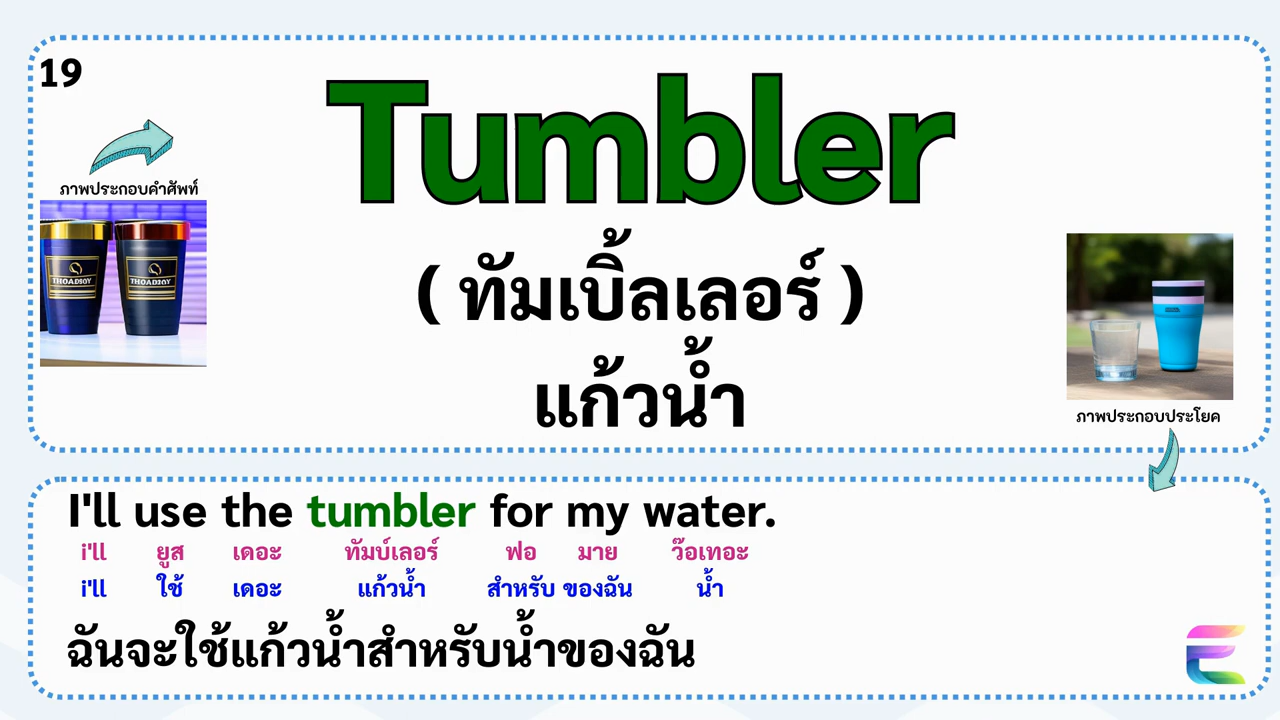 19
Tumbler
ภาพประกอบคำศัพท์
( ทัมเบิ้ลเลอร์ )
แก้วน้ำ
ภาพประกอบประโยค
I'll use the tumbler for my water.
i'll ยูส เดอะ ทัมบ์เลอร์ ฟอ มาย ว๊อเทอะ
i'll ใช้ เดอะ แก้วน้ำ สำหรับ ของฉัน น้ำ
ฉันจะใช้แก้วน้ำสำหรับน้ำของฉัน